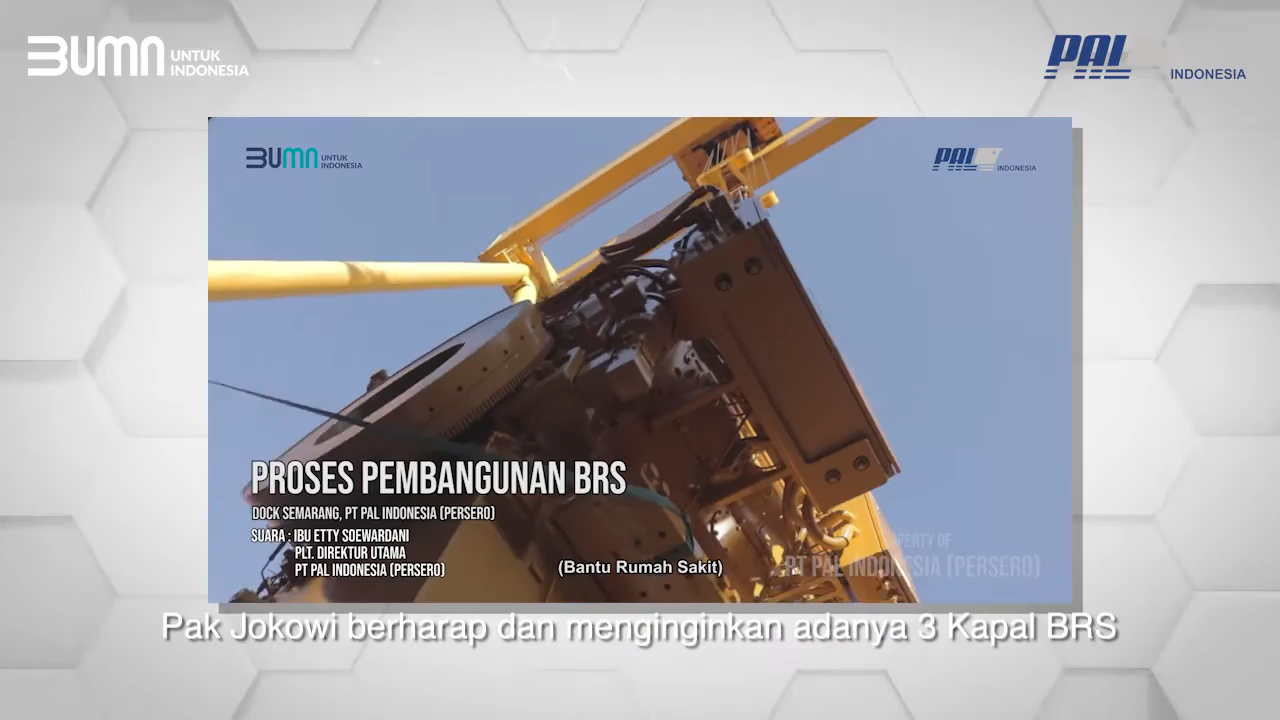 BUMN UNTUK
INDONESIA
PAL INDONESIA
BUMN UNTUK
INDONESIA
PAL INDONESIA
PROSES PEMBANGUNAN BRS
DOCK SEMARANG, PT PAL INDONESIA (PERSERO)
SUARA : IBU ETTY SOEWARDANI
PLT. DIREKTUR UTAMA
PT PAL INDONESIA (PERSERO)
(Bantu Rumah Sakit)
PT PAL INDONESIA (PERSERO)
Pak Jokowi berharap dan menginginkan adanya 3 Kapal BRS